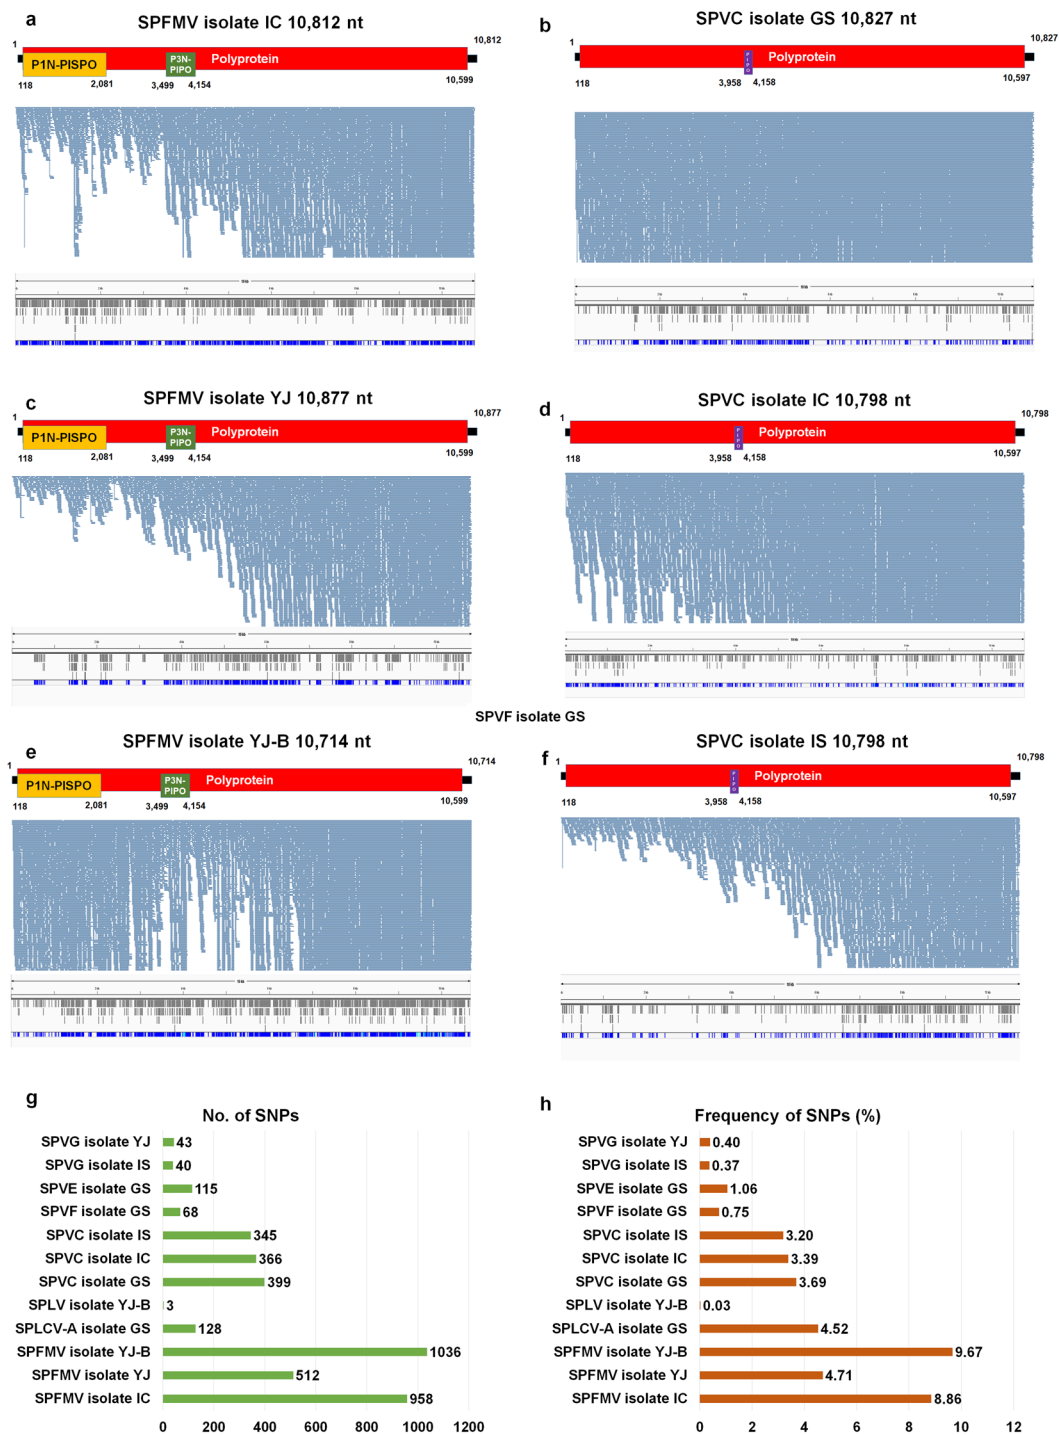 a
SPFMV isolate IC 10,812 nt
1
10,812
P1N-PISPO
P3N-
PIPO
Polyprotein
118
2,081
3,499
4,154
10,599
b
SPVC isolate GS 10,827 nt
1
10,827
PIPO
Polyprotein
118
3,958
4,158
10,597
c
SPFMV isolate YJ 10,877 nt
1
10,877
P1N-PISPO
P3N-
PIPO
Polyprotein
118
2,081
3,499
4,154
10,599
d
SPVC isolate IC 10,798 nt
1
10,798
PIPO
Polyprotein
118
3,958
4,158
10,597
SPVF isolate GS
e
SPFMV isolate YJ-B 10,714 nt
1
10,714
P1N-PISPO
P3N-
PIPO
Polyprotein
118
2,081
3,499
4,154
10,599
f
SPVC isolate IS 10,798 nt
1
10,798
PIPO
Polyprotein
118
3,958
4,158
10,597
g
No. of SNPs
SPVG isolate YJ 43
SPVG isolate IS 40
SPVE isolate GS 115
SPVF isolate GS 68
SPVC isolate IS 345
SPVC isolate IC 366
SPVC isolate GS 399
SPLV isolate YJ-B 3
SPLCV-A isolate GS 128
SPFMV isolate YJ-B 1036
SPFMV isolate YJ 512
SPFMV isolate IC 958
0 200 400 600 800 1000 1200
h
Frequency of SNPs (%)
SPVG isolate YJ 0.40
SPVG isolate IS 0.37
SPVE isolate GS 1.06
SPVF isolate GS 0.75
SPVC isolate IS 3.20
SPVC isolate IC 3.39
SPVC isolate GS 3.69
SPLV isolate YJ-B 0.03
SPLCV-A isolate GS 4.52
SPFMV isolate YJ-B 9.67
SPFMV isolate YJ 4.71
SPFMV isolate IC 8.86
0 2 4 6 8 10 12